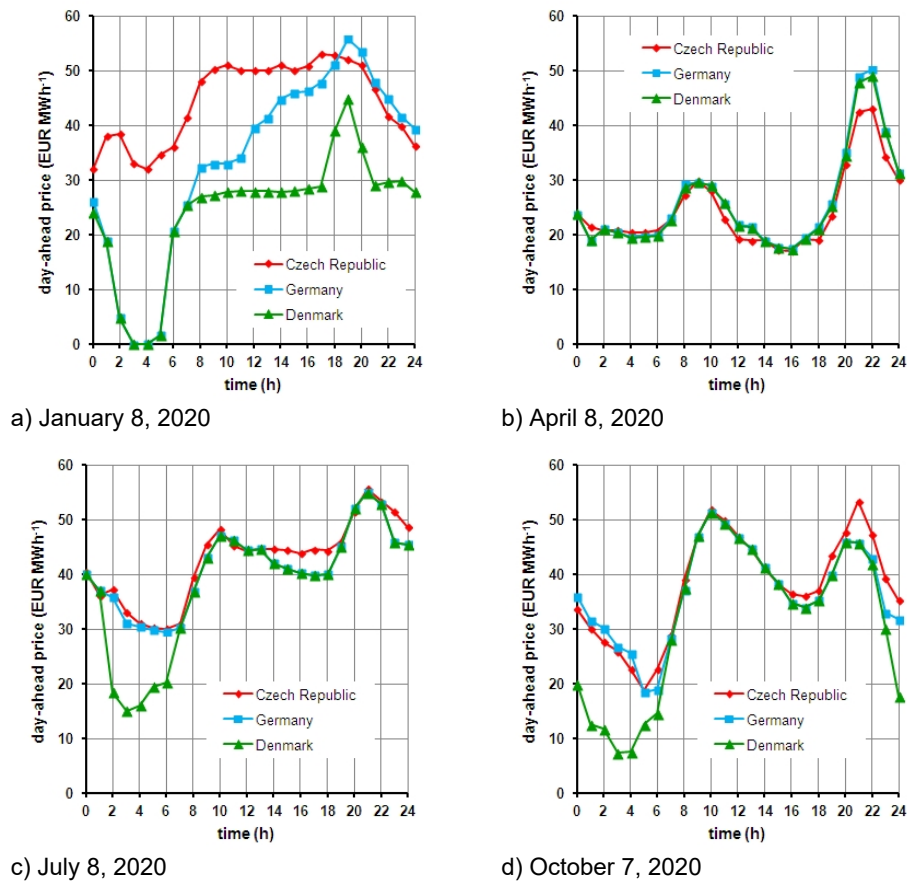 60
50
40
30
20
10
0
day-ahead price (EUR MWh⁻¹)
Czech Republic
Germany
Denmark
0 2 4 6 8 10 12 14 16 18 20 22 24
time (h)
a) January 8, 2020
60
50
40
30
20
10
0
day-ahead price (EUR MWh⁻¹)
Czech Republic
Germany
Denmark
0 2 4 6 8 10 12 14 16 18 20 22 24
time (h)
b) April 8, 2020
60
50
40
30
20
10
0
day-ahead price (EUR MWh⁻¹)
Czech Republic
Germany
Denmark
0 2 4 6 8 10 12 14 16 18 20 22 24
time (h)
c) July 8, 2020
60
50
40
30
20
10
0
day-ahead price (EUR MWh⁻¹)
Czech Republic
Germany
Denmark
0 2 4 6 8 10 12 14 16 18 20 22 24
time (h)
d) October 7, 2020